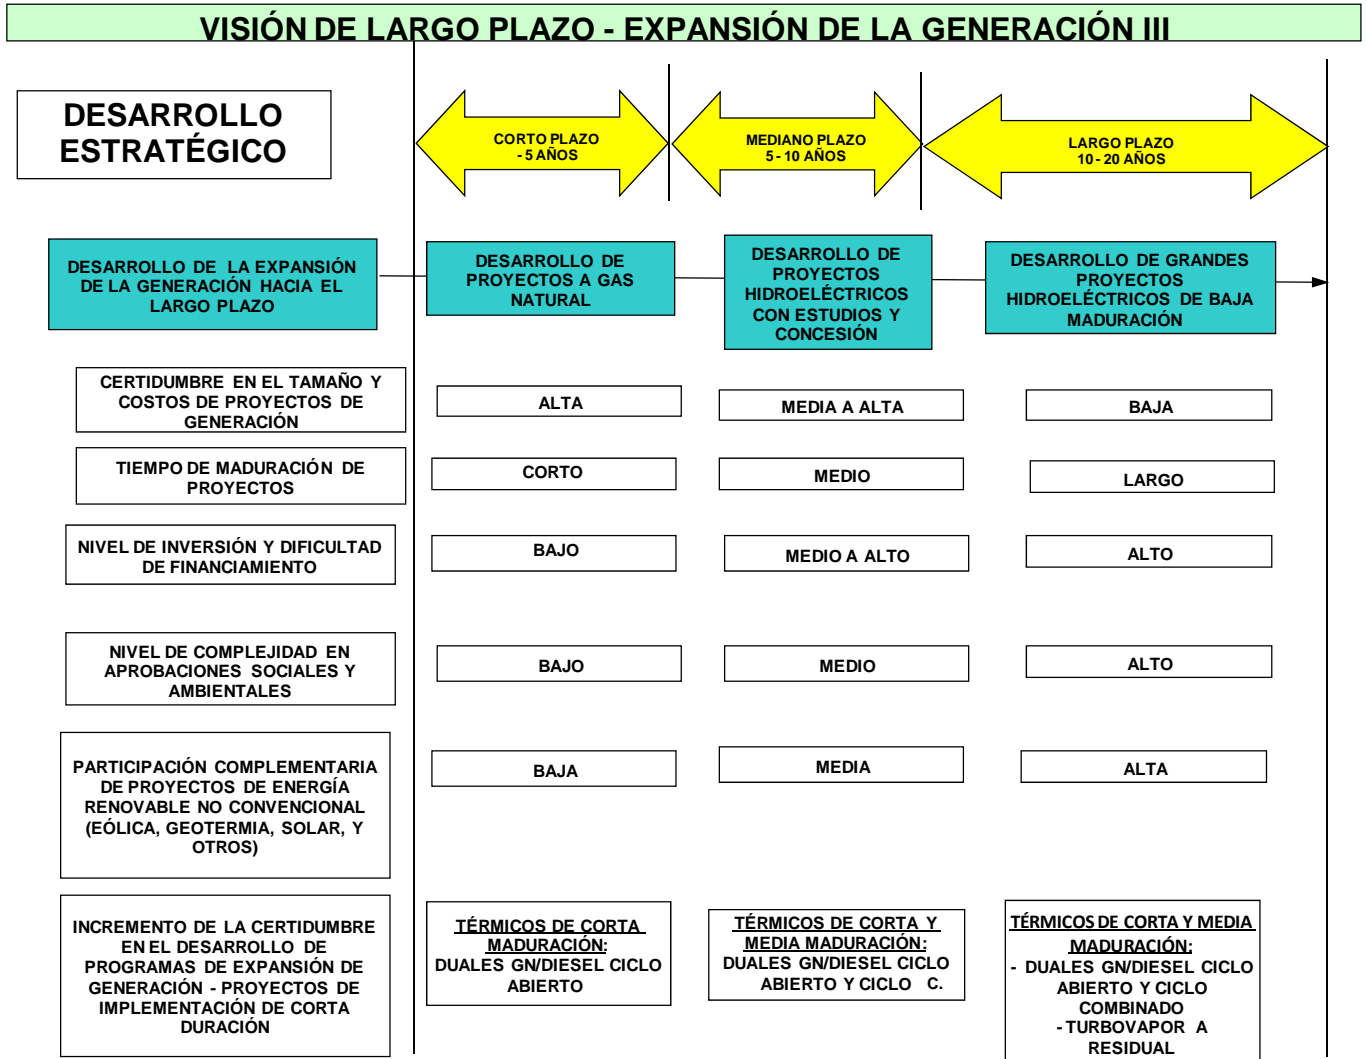 VISIÓN DE LARGO PLAZO - EXPANSIÓN DE LA GENERACIÓN III
DESARROLLO
ESTRATÉGICO
CORTO PLAZO
- 5 AÑOS
MEDIANO PLAZO
5 - 10 AÑOS
LARGO PLAZO
10 - 20 AÑOS
DESARROLLO DE LA EXPANSIÓN
DE LA GENERACIÓN HACIA EL
LARGO PLAZO
DESARROLLO DE
PROYECTOS A GAS
NATURAL
DESARROLLO DE
PROYECTOS
HIDROELÉCTRICOS
CON ESTUDIOS Y
CONCESIÓN
DESARROLLO DE GRANDES
PROYECTOS
HIDROELÉCTRICOS DE BAJA
MADURACIÓN
CERTIDUMBRE EN EL TAMAÑO Y
COSTOS DE PROYECTOS DE
GENERACIÓN
ALTA
MEDIA A ALTA
BAJA
TIEMPO DE MADURACIÓN DE
PROYECTOS
CORTO
MEDIO
LARGO
NIVEL DE INVERSIÓN Y DIFICULTAD
DE FINANCIAMIENTO
BAJO
MEDIO A ALTO
ALTO
NIVEL DE COMPLEJIDAD EN
APROBACIONES SOCIALES Y
AMBIENTALES
BAJO
MEDIO
ALTO
PARTICIPACIÓN COMPLEMENTARIA
DE PROYECTOS DE ENERGÍA
RENOVABLE NO CONVENCIONAL
(EÓLICA, GEOTERMIA, SOLAR, Y
OTROS)
BAJA
MEDIA
ALTA
INCREMENTO DE LA CERTIDUMBRE
EN EL DESARROLLO DE
PROGRAMAS DE EXPANSIÓN DE
GENERACIÓN - PROYECTOS DE
IMPLEMENTACIÓN DE CORTA
DURACIÓN
TÉRMICOS DE CORTA
MADURACIÓN:
DUALES GN/DIESEL CICLO
ABIERTO
TÉRMICOS DE CORTA Y
MEDIA MADURACIÓN:
DUALES GN/DIESEL CICLO
ABIERTO Y CICLO C.
TÉRMICOS DE CORTA Y MEDIA
MADURACIÓN:
- DUALES GN/DIESEL CICLO
ABIERTO Y CICLO
COMBINADO
- TURBOVAPOR A
RESIDUAL